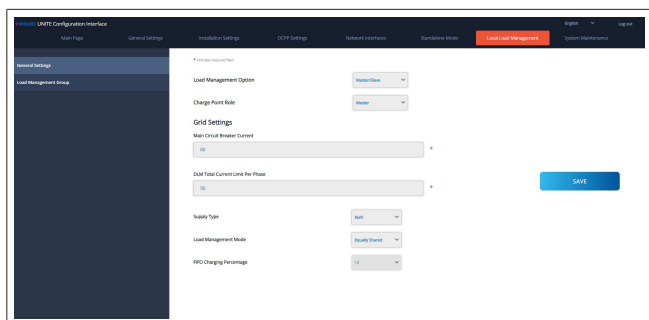 UNITE Configuration Interface
English
Log out
Main Page
General Settings
Installation Settings
OCPP Settings
Network Interfaces
Standalone Mode
Local Load Management
System Maintenance
General Settings
Load Management Group
* Indicates required field.
Load Management Option
Master/Slave
Charge Point Role
Master
Grid Settings
Main Circuit Breaker Current
*
DLM Total Current Limit Per Phase
*
SAVE
Supply Type
Load Management Mode
Equally Shared
FIFO Charging Percentage